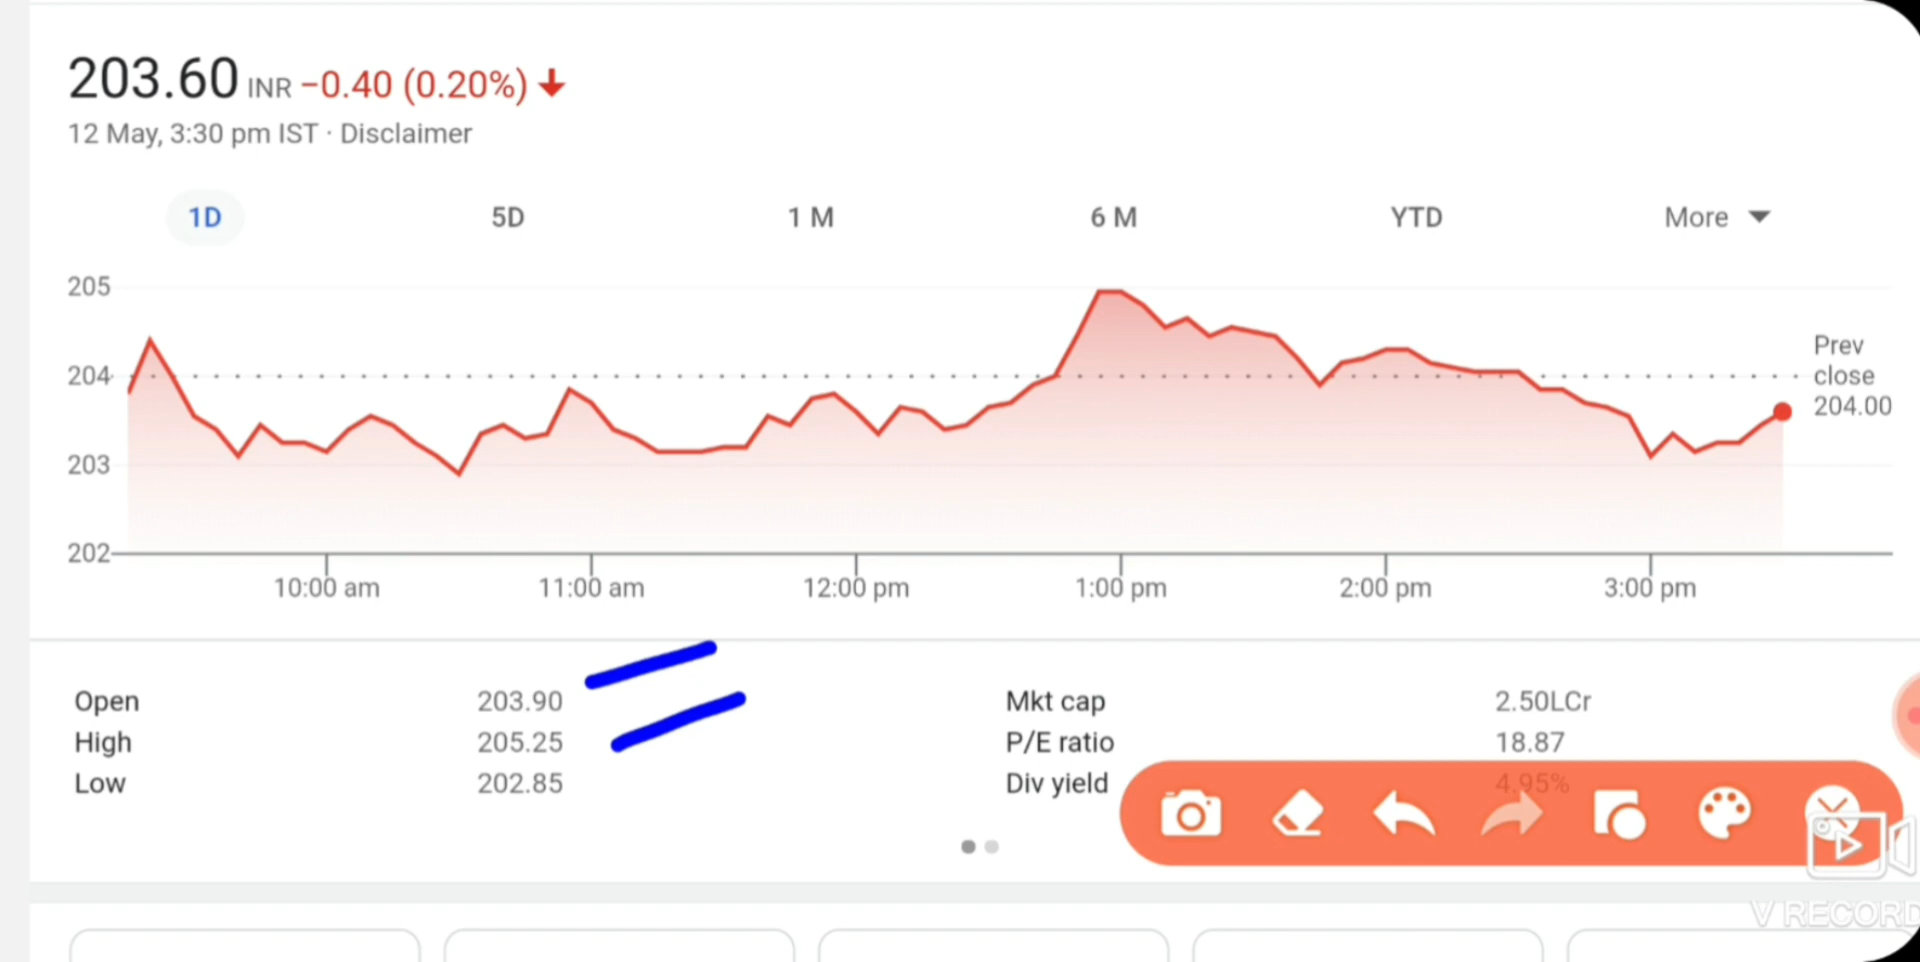 203.60 INR −0.40 (0.20%)
12 May, 3:30 pm IST · Disclaimer
1D 5D 1 M 6 M YTD More
205
204
203
202
Prev
close
204.00
10:00 am 11:00 am 12:00 pm 1:00 pm 2:00 pm 3:00 pm
Open 203.90 Mkt cap 2.50LCr
High 205.25 P/E ratio 18.87
Low 202.85 Div yield 4.95%
V RECORD